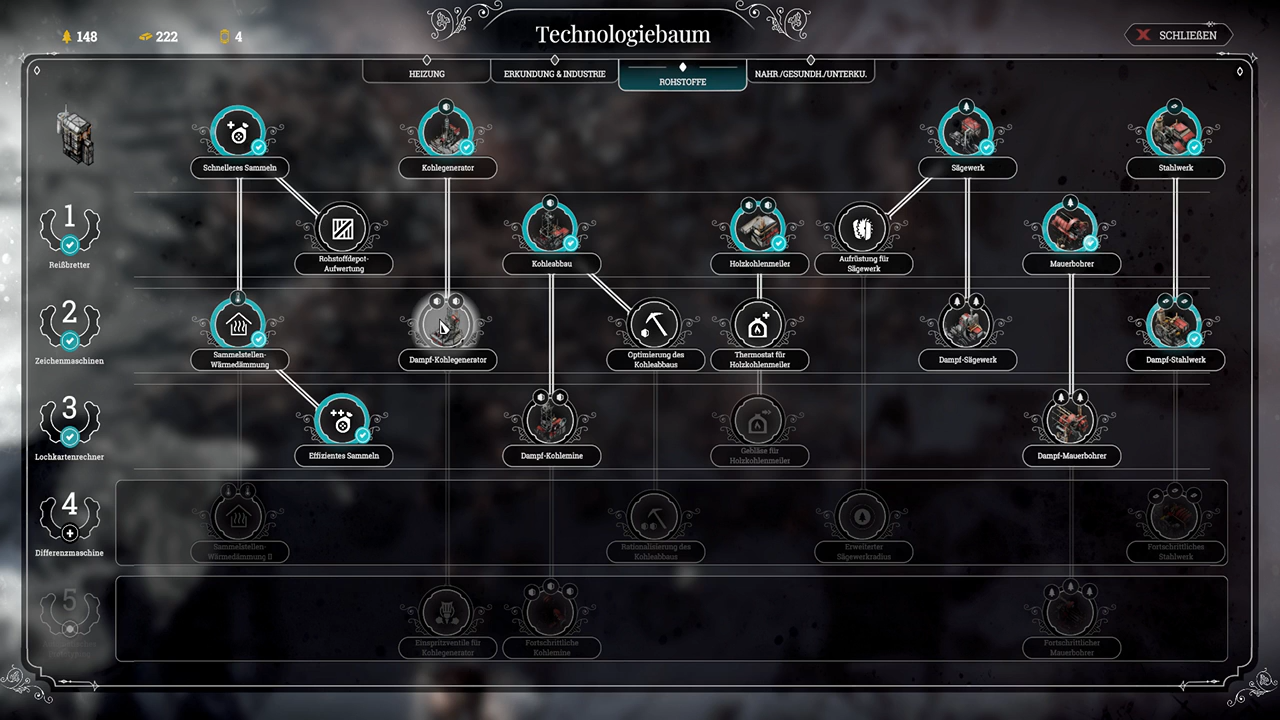 148
222
4
Technologiebaum
SCHLIEẞEN
HEIZUNG
ERKUNDUNG & INDUSTRIE
ROHSTOFFE
NAHR./GESUNDH./UNTERKU.
Schnelleres Sammeln
Kohlegenerator
Sägewerk
Stahlwerk
1
Reißbretter
Rohstoffdepot-
Aufwertung
Kohleabbau
Holzkohlenmeiler
Aufrüstung für
Sägewerk
Mauerbohrer
2
Zeichenmaschinen
Sammelstellen-
Wärmedämmung
Dampf-Kohlegenerator
Optimierung des
Kohleabbaus
Thermostat für
Holzkohlenmeiler
Dampf-Sägewerk
Dampf-Stahlwerk
3
Lochkartenrechner
Effizientes Sammeln
Dampf-Kohlemine
Gebläse für
Holzkohlenmeiler
Dampf-Mauerbohrer
4
Differenzmaschine
Sammelstellen-
Wärmedämmung II
Rationalisierung des
Kohleabbaus
Erweiterter
Sägewerkradius
Fortschrittliches
Stahlwerk
5
Einspritzventile für
Kohlegenerator
Fortschrittliche
Kohlemine
Fortschrittlicher
Mauerbohrer